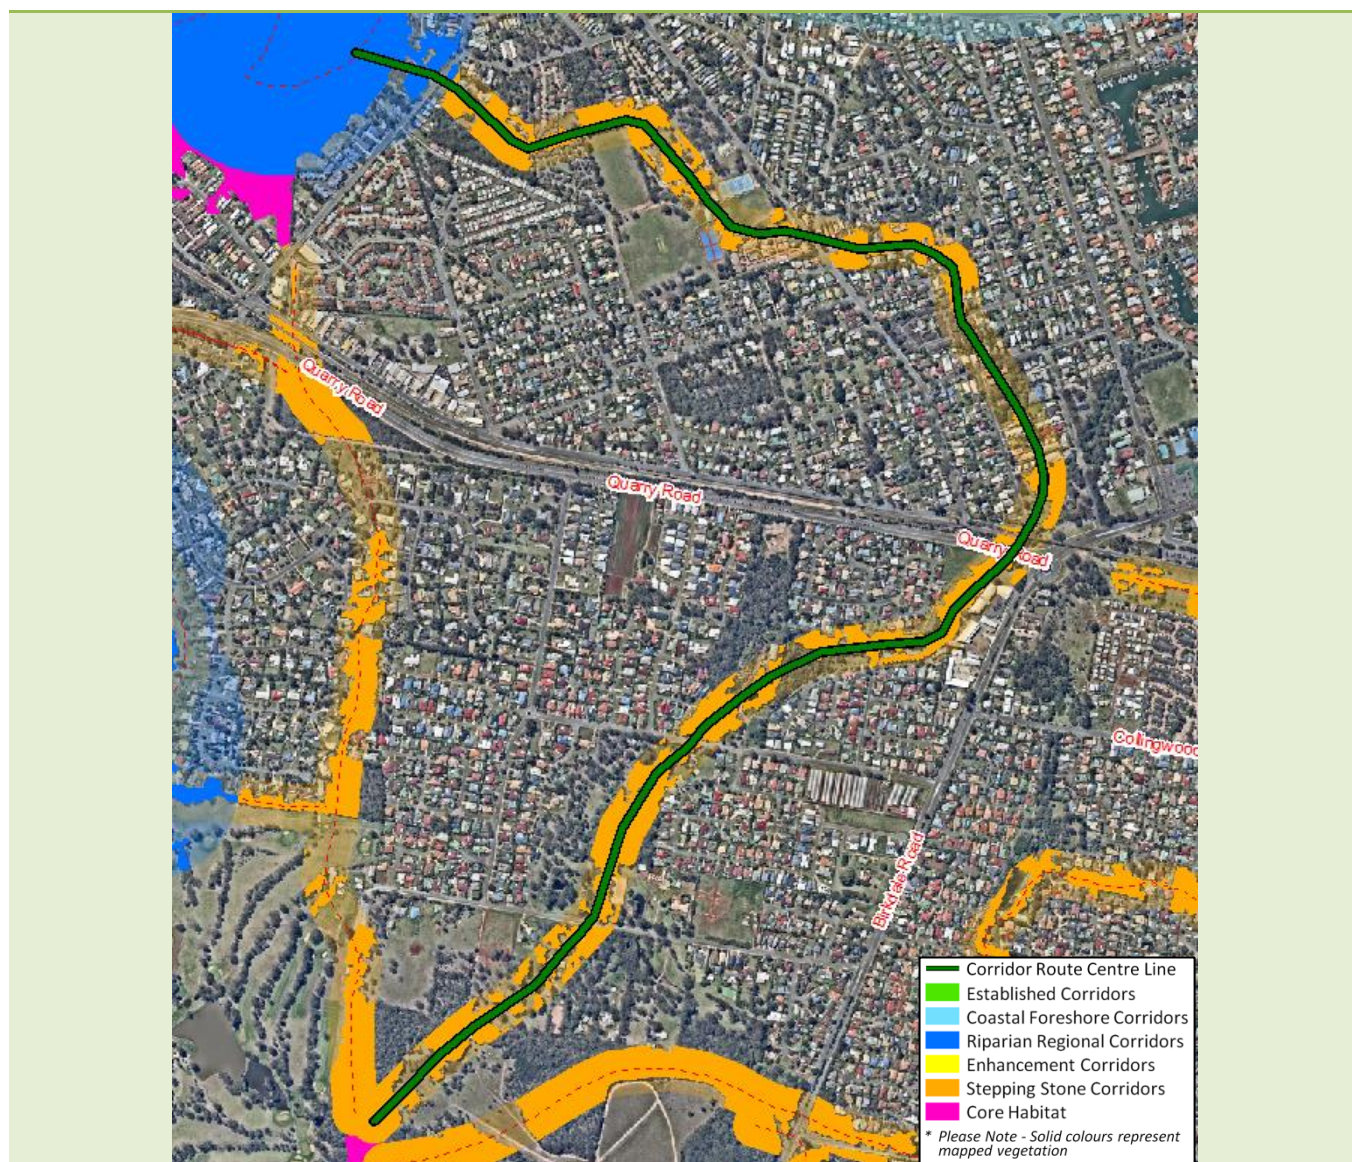 Quarry Road
Quarry Road
Quarry Road
Collingwood
Birkdale Road
Corridor Route Centre Line
Established Corridors
Coastal Foreshore Corridors
Riparian Regional Corridors
Enhancement Corridors
Stepping Stone Corridors
Core Habitat
* Please Note - Solid colours represent
mapped vegetation